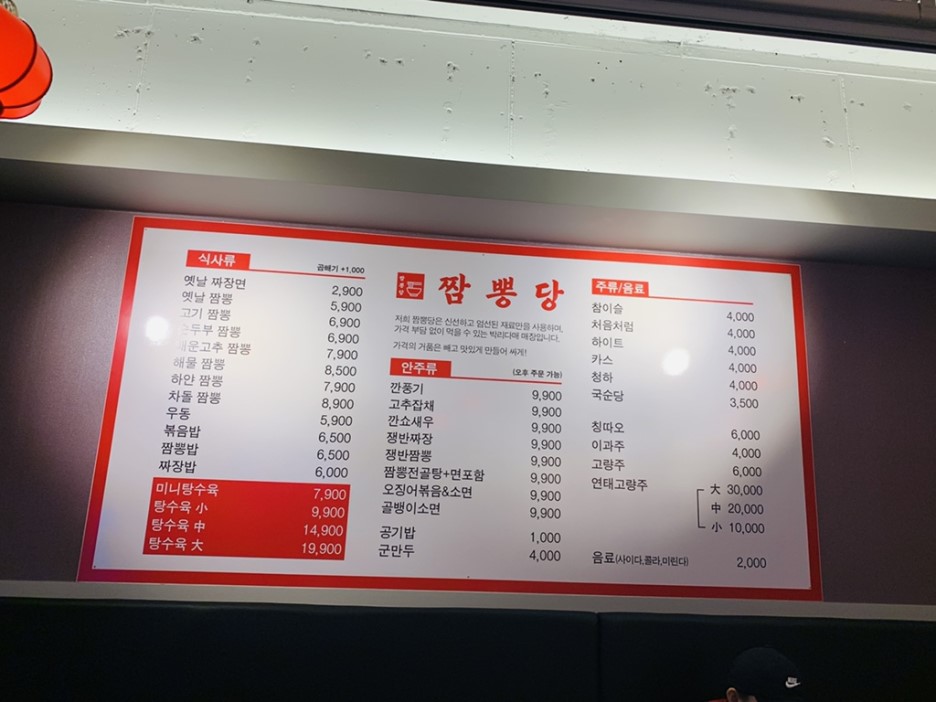 식사류
곱빼기 +1,000
옛날 짜장면 2,900
옛날 짬뽕 5,900
고기 짬뽕 6,900
순두부 짬뽕 6,900
매운고추 짬뽕 7,900
해물 짬뽕 8,500
하얀 짬뽕 7,900
차돌 짬뽕 8,900
우동 5,900
볶음밥 6,500
짬뽕밥 6,500
짜장밥 6,000
미니탕수육 7,900
탕수육 小 9,900
탕수육 中 14,900
탕수육 大 19,900
짬뽕당
짬뽕당
저희 짬뽕당은 신선하고 엄선된 재료만을 사용하며,
가격 부담 없이 먹을 수 있는 박리다매 매장입니다.
가격의 거품은 빼고 맛있게 만들어 싸게!
안주류 (오후 주문 가능)
깐풍기 9,900
고추잡채 9,900
깐쇼새우 9,900
쟁반짜장 9,900
쟁반짬뽕 9,900
짬뽕전골탕+면포함 9,900
오징어볶음&소면 9,900
골뱅이소면 9,900
공기밥 1,000
군만두 4,000
주류/음료
참이슬 4,000
처음처럼 4,000
하이트 4,000
카스 4,000
청하 4,000
국순당 3,500
칭따오 6,000
이과주 4,000
고량주 6,000
연태고량주 大 30,000
中 20,000
小 10,000
음료(사이다,콜라,미린다) 2,000